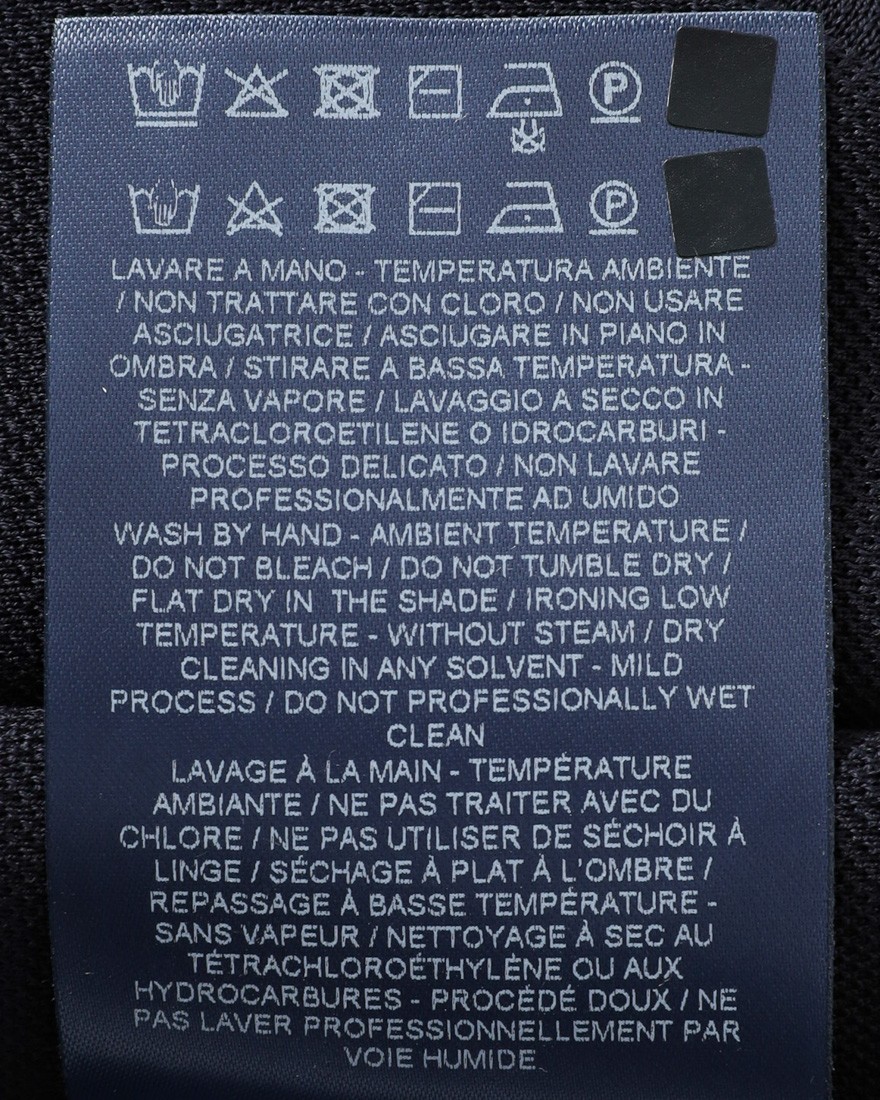 P
P
LAVARE A MANO - TEMPERATURA AMBIENTE
/ NON TRATTARE CON CLORO / NON USARE
ASCIUGATRICE / ASCIUGARE IN PIANO IN
OMBRA / STIRARE A BASSA TEMPERATURA -
SENZA VAPORE / LAVAGGIO A SECCO IN
TETRACLOROETILENE O IDROCARBURI -
PROCESSO DELICATO / NON LAVARE
PROFESSIONALMENTE AD UMIDO
WASH BY HAND - AMBIENT TEMPERATURE /
DO NOT BLEACH / DO NOT TUMBLE DRY /
FLAT DRY IN THE SHADE / IRONING LOW
TEMPERATURE - WITHOUT STEAM / DRY
CLEANING IN ANY SOLVENT - MILD
PROCESS / DO NOT PROFESSIONALLY WET
CLEAN
LAVAGE À LA MAIN - TEMPÉRATURE
AMBIANTE / NE PAS TRAITER AVEC DU
CHLORE / NE PAS UTILISER DE SÉCHOIR À
LINGE / SÉCHAGE À PLAT À L'OMBRE /
REPASSAGE À BASSE TEMPÉRATURE -
SANS VAPEUR / NETTOYAGE À SEC AU
TÉTRACHLOROÉTHYLÈNE OU AUX
HYDROCARBURES - PROCÉDÉ DOUX / NE
PAS LAVER PROFESSIONNELLEMENT PAR
VOIE HUMIDE